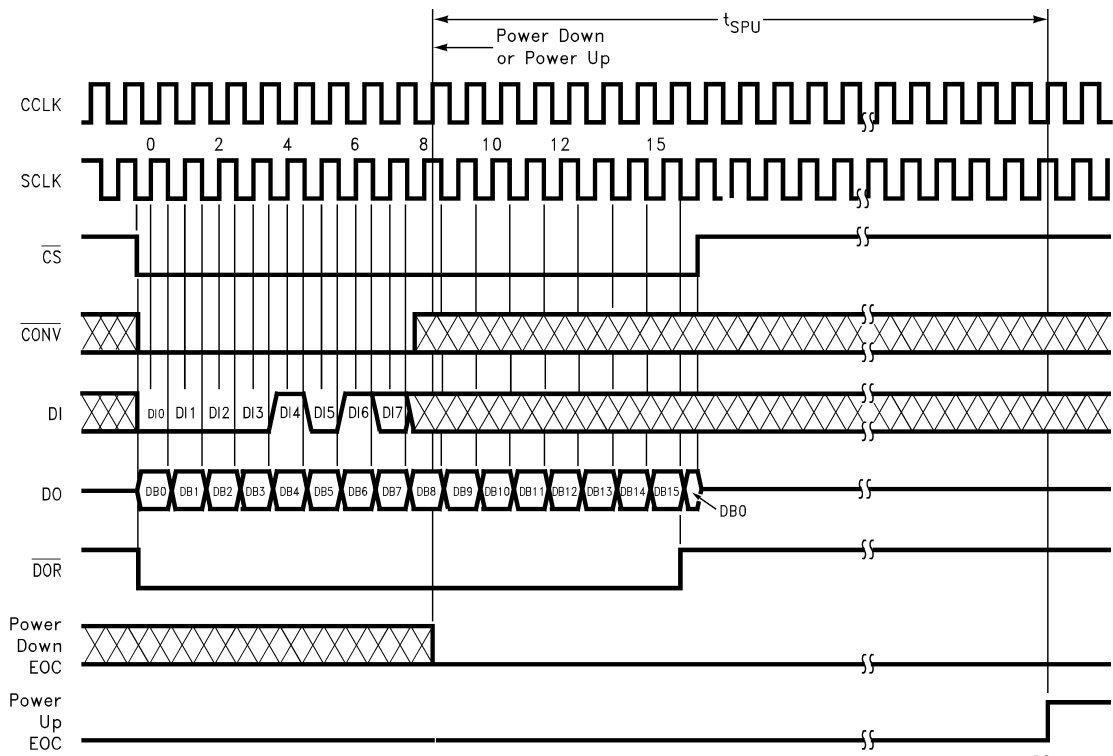 tSPU
Power Down
or Power Up
CCLK
0 2 4 6 8 10 12 15
SCLK
CS
CONV
DI DI0 DI1 DI2 DI3 DI4 DI5 DI6 DI7
DO DB0 DB1 DB2 DB3 DB4 DB5 DB6 DB7 DB8 DB9 DB10 DB11 DB12 DB13 DB14 DB15
DB0
DOR
Power
Down
EOC
Power
Up
EOC